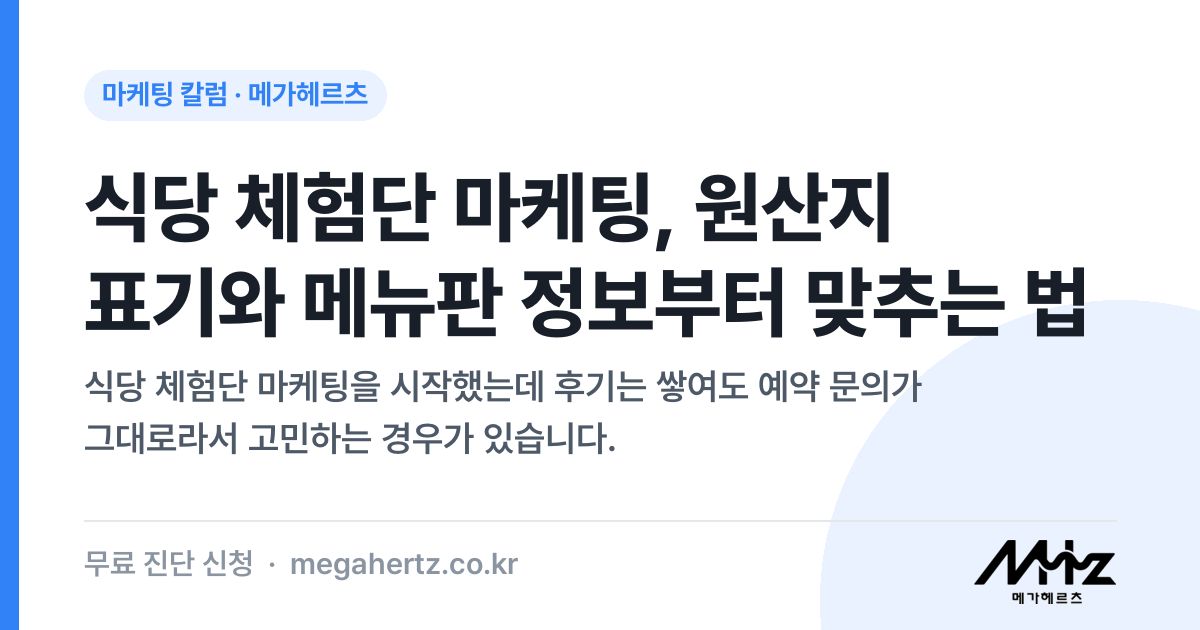 마케팅 칼럼 · 메가헤르츠
식당 체험단 마케팅, 원산지
표기와 메뉴판 정보부터 맞추는 법
식당 체험단 마케팅을 시작했는데 후기는 쌓여도 예약 문의가
그대로라서 고민하는 경우가 있습니다.
무료 진단 신청 · megahertz.co.kr
MHz
메가헤르츠